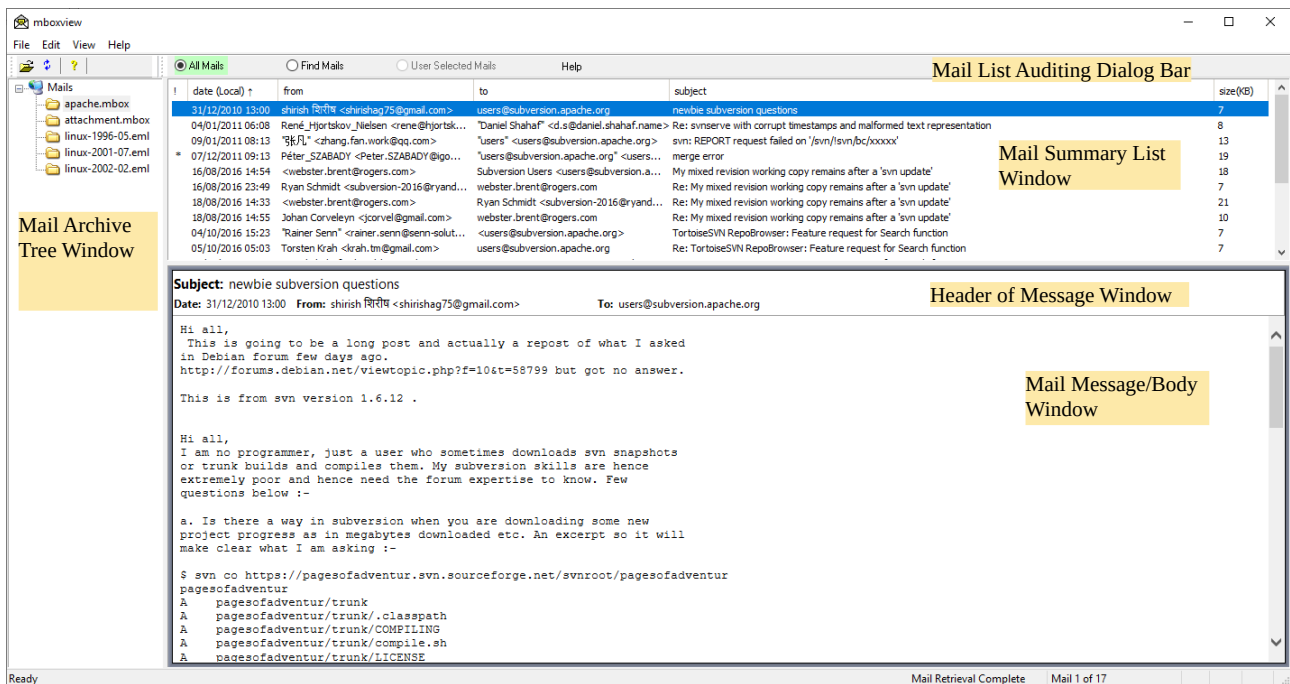 mboxview
File Edit View Help
All Mails Find Mails User Selected Mails Help
Mail List Auditing Dialog Bar
Mails
apache.mbox
attachment.mbox
linux-1996-05.eml
linux-2001-07.eml
linux-2002-02.eml
Mail Archive
Tree Window
! date (Local) ↑ from to subject size(KB)
31/12/2010 13:00 shirish शिरीष <shirishag75@gmail.com> users@subversion.apache.org newbie subversion questions 7
04/01/2011 06:08 René_Hjortskov_Nielsen <rene@hjortsk... "Daniel Shahaf" <d.s@daniel.shahaf.name> Re: svnserve with corrupt timestamps and malformed text representation 8
09/01/2011 08:13 "张凡" <zhang.fan.work@qq.com> "users" <users@subversion.apache.org> svn: REPORT request failed on '/svn/!svn/bc/xxxxx' 13
* 07/12/2011 09:13 Péter_SZABADY <Peter.SZABADY@igo... "users@subversion.apache.org" <users... merge error 19
16/08/2016 14:54 <webster.brent@rogers.com> Subversion Users <users@subversion.a... My mixed revision working copy remains after a 'svn update' 18
16/08/2016 23:49 Ryan Schmidt <subversion-2016@ryand... webster.brent@rogers.com Re: My mixed revision working copy remains after a 'svn update' 7
18/08/2016 14:33 <webster.brent@rogers.com> Ryan Schmidt <subversion-2016@ryand... Re: My mixed revision working copy remains after a 'svn update' 21
18/08/2016 14:55 Johan Corveleyn <jcorvel@gmail.com> webster.brent@rogers.com Re: My mixed revision working copy remains after a 'svn update' 10
04/10/2016 15:23 "Rainer Senn" <rainer.senn@senn-solut... <users@subversion.apache.org> TortoiseSVN RepoBrowser: Feature request for Search function 7
05/10/2016 05:03 Torsten Krah <krah.tm@gmail.com> users@subversion.apache.org Re: TortoiseSVN RepoBrowser: Feature request for Search function 7
Mail Summary List
Window
Subject: newbie subversion questions
Date: 31/12/2010 13:00 From: shirish शिरीष <shirishag75@gmail.com> To: users@subversion.apache.org
Header of Message Window
Hi all,
This is going to be a long post and actually a repost of what I asked
in Debian forum few days ago.
http://forums.debian.net/viewtopic.php?f=10&t=58799 but got no answer.
This is from svn version 1.6.12 .
Mail Message/Body
Window
Hi all,
I am no programmer, just a user who sometimes downloads svn snapshots
or trunk builds and compiles them. My subversion skills are hence
extremely poor and hence need the forum expertise to know. Few
questions below :-
a. Is there a way in subversion when you are downloading some new
project progress as in megabytes downloaded etc. An excerpt so it will
make clear what I am asking :-
$ svn co https://pagesofadventur.svn.sourceforge.net/svnroot/pagesofadventur
pagesofadventur
A pagesofadventur/trunk
A pagesofadventur/trunk/.classpath
A pagesofadventur/trunk/COMPILING
A pagesofadventur/trunk/compile.sh
A pagesofadventur/trunk/LICENSE
Ready Mail Retrieval Complete Mail 1 of 17